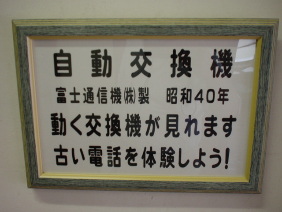 自動交換機
富士通信機㈱製 昭和40年
動く交換機が見れます
古い電話を体験しよう!